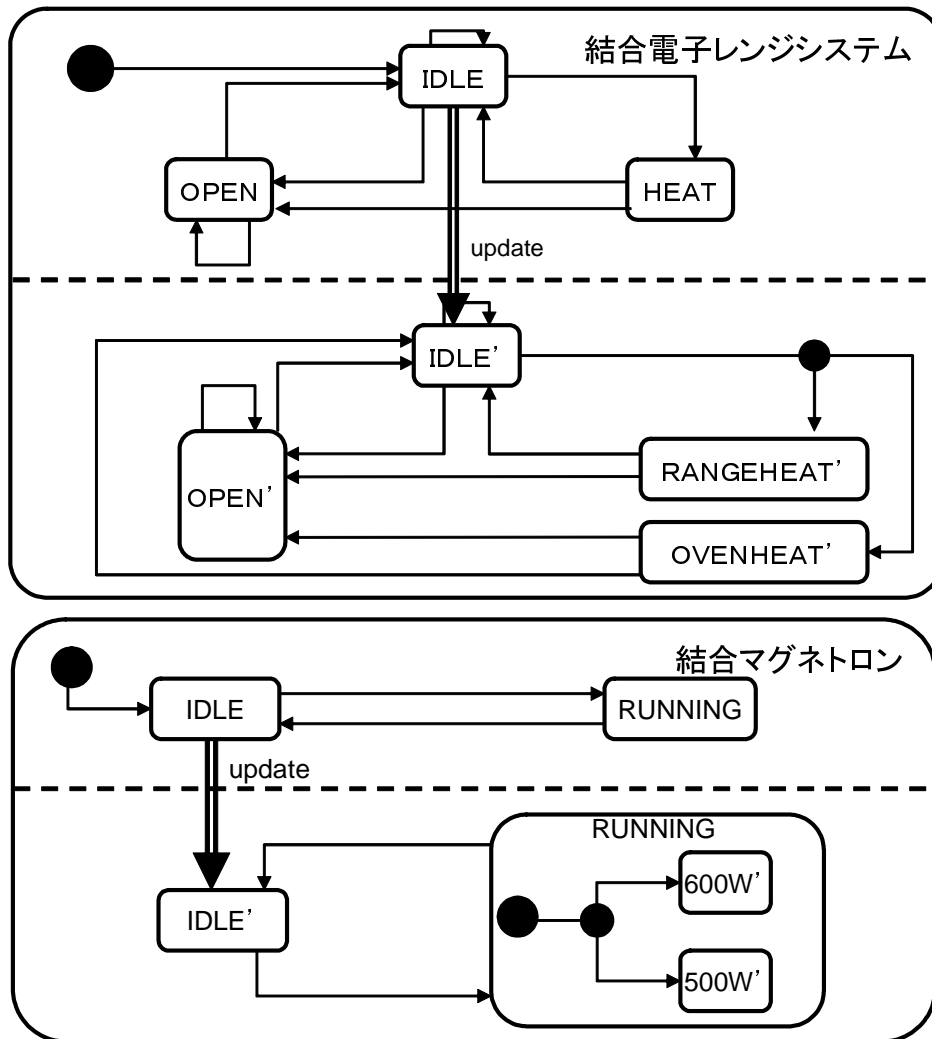 結合電子レンジシステム
IDLE
OPEN
HEAT
update
IDLE’
RANGEHEAT’
OPEN’
OVENHEAT’
結合マグネトロン
IDLE
RUNNING
update
RUNNING
600W’
IDLE’
500W’